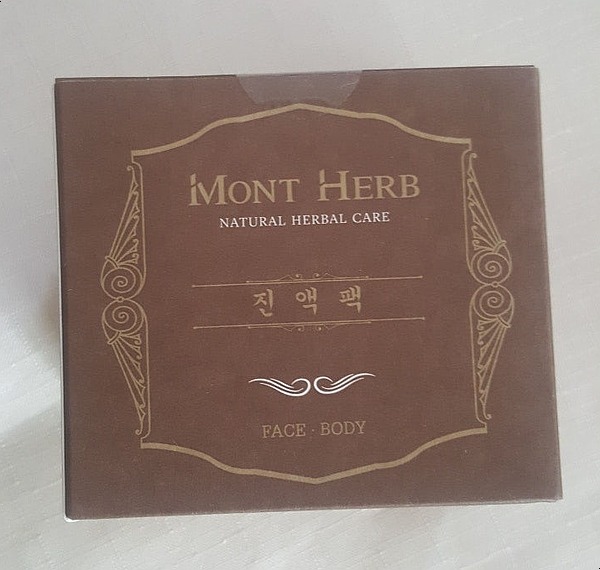 MONT HERB
NATURAL HERBAL CARE
진액팩
FACE · BODY